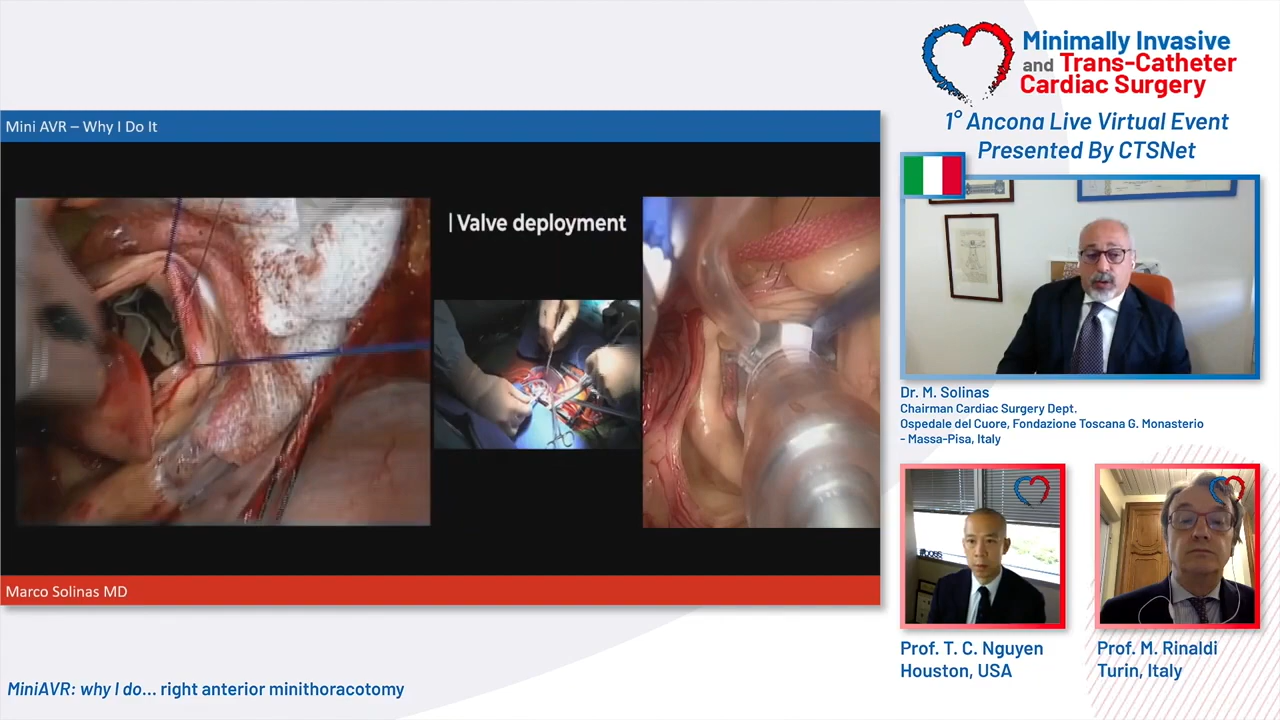 Minimally Invasive
and Trans-Catheter
Cardiac Surgery
1° Ancona Live Virtual Event
Presented By CTSNet
Mini AVR – Why I Do It
| Valve deployment
Dr. M. Solinas
Chairman Cardiac Surgery Dept.
Ospedale del Cuore, Fondazione Toscana G. Monasterio
- Massa-Pisa, Italy
Marco Solinas MD
Prof. T. C. Nguyen
Houston, USA
Prof. M. Rinaldi
Turin, Italy
MiniAVR: why I do... right anterior minithoracotomy